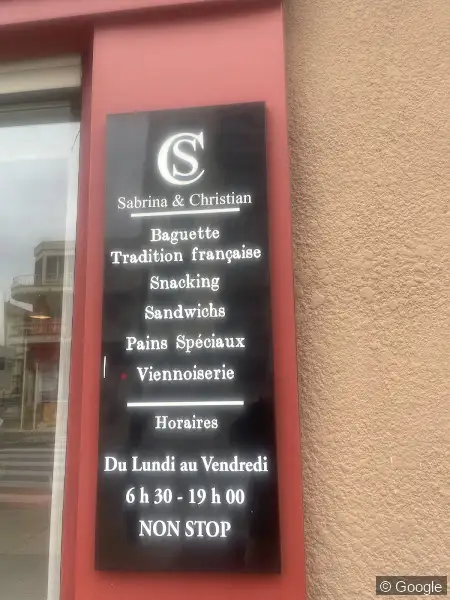 CS
Sabrina & Christian
Baguette
Tradition française
Snacking
Sandwichs
Pains Spéciaux
Viennoiserie
Horaires
Du Lundi au Vendredi
6 h 30 - 19 h 00
NON STOP
© Google